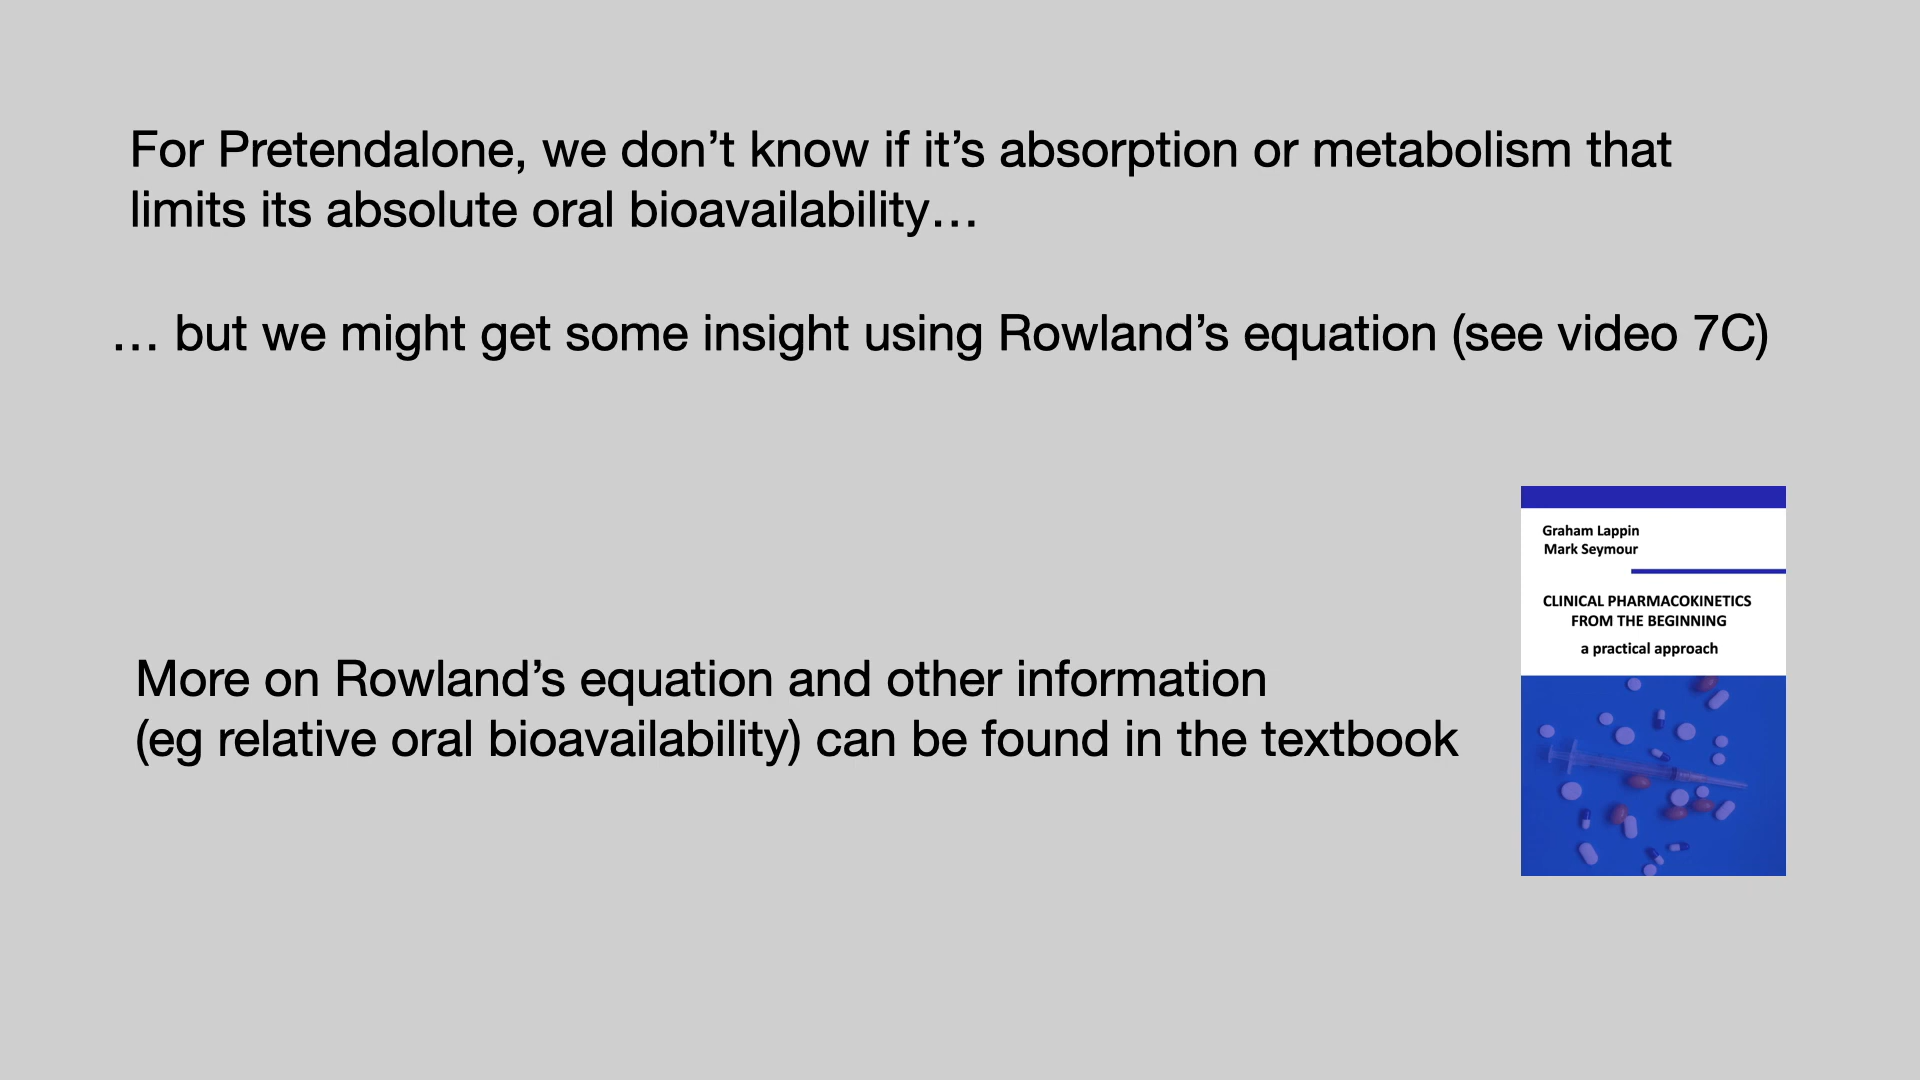 For Pretendalone, we don’t know if it’s absorption or metabolism that
limits its absolute oral bioavailability…
… but we might get some insight using Rowland’s equation (see video 7C)
Graham Lappin
Mark Seymour
CLINICAL PHARMACOKINETICS
FROM THE BEGINNING
a practical approach
More on Rowland’s equation and other information
(eg relative oral bioavailability) can be found in the textbook